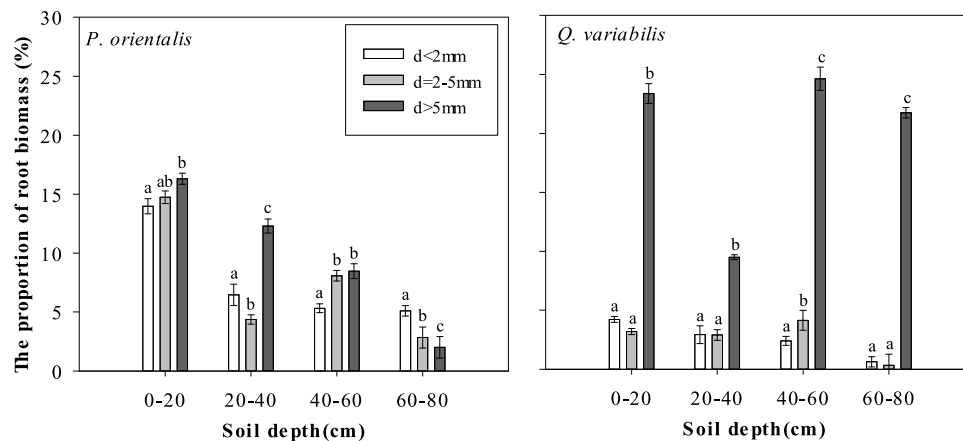 The proportion of root biomass (%)
30
25
20
15
10
5
0
P. orientalis
d<2mm
d=2-5mm
d>5mm
a
ab
b
a
b
c
a
b
b
a
b
c
0-20
20-40
40-60
60-80
Soil depth(cm)
Q. variabilis
a
a
b
a
a
b
a
b
c
a
a
c
0-20
20-40
40-60
60-80
Soil depth(cm)